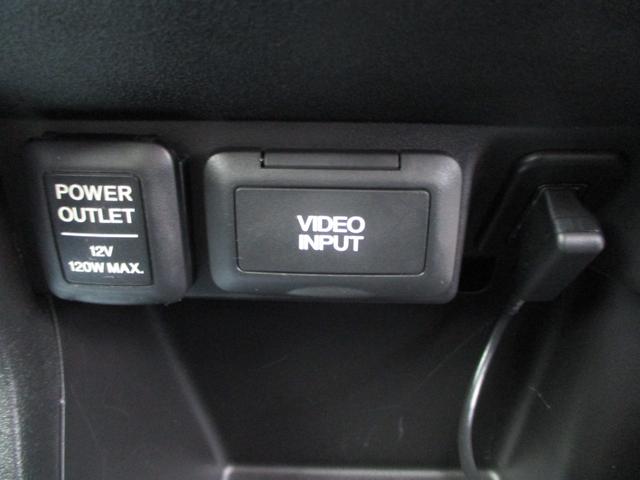 POWER
OUTLET
12V
120W MAX.
VIDEO
INPUT